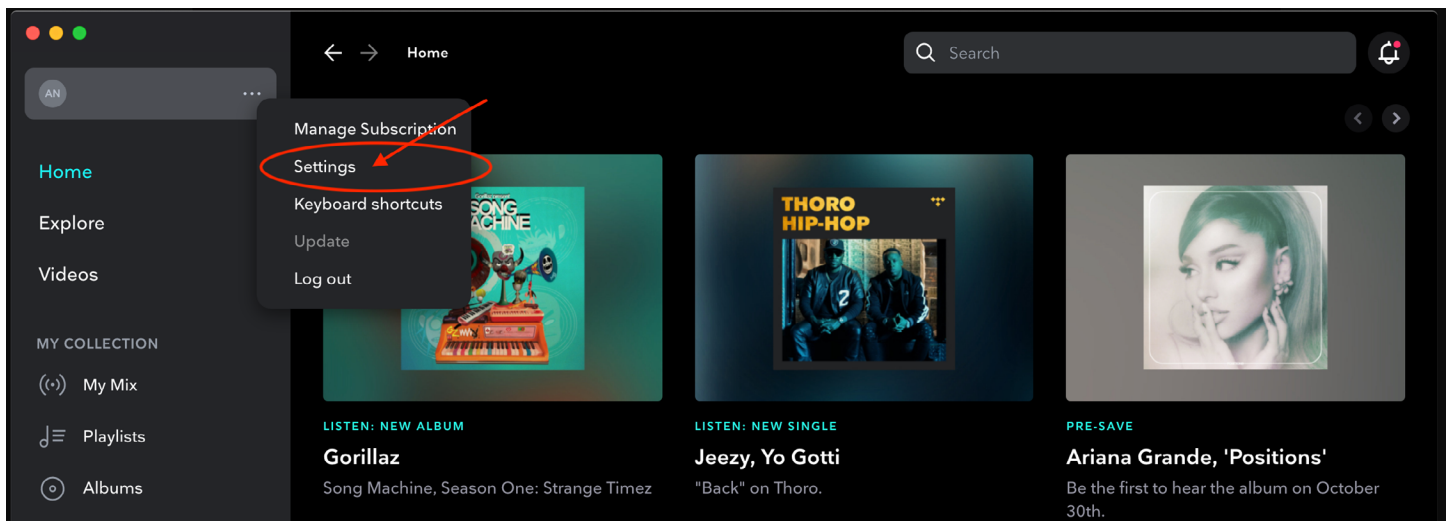 Home
Search
AN
Manage Subscription
Settings
Keyboard shortcuts
Update
Log out
Home
Explore
Videos
MY COLLECTION
My Mix
Playlists
Albums
SONG
MACHINE
LISTEN: NEW ALBUM
Gorillaz
Song Machine, Season One: Strange Timez
THORO
HIP-HOP
2
LISTEN: NEW SINGLE
Jeezy, Yo Gotti
"Back" on Thoro.
PRE-SAVE
Ariana Grande, 'Positions'
Be the first to hear the album on October
30th.